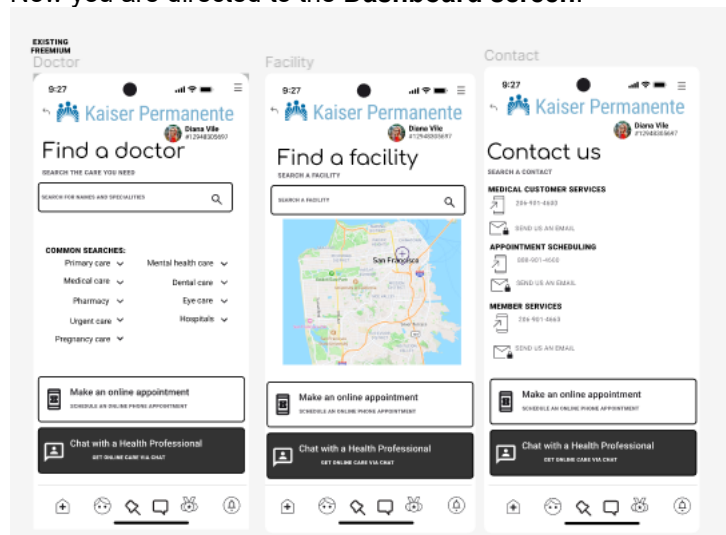 Now you are directed to the Dashboard screen.
EXISTING
FREEMIUM
Doctor
9:27
Kaiser Permanente
Diana Vile
#12948305697
Find a doctor
SEARCH THE CARE YOU NEED
SEARCH FOR NAMES AND SPECIALITIES
COMMON SEARCHES:
Primary care
Mental health care
Medical care
Dental care
Pharmacy
Eye care
Urgent care
Hospitals
Pregnancy care
Make an online appointment
SCHEDULE AN ONLINE PHONE APPOINTMENT
Chat with a Health Professional
GET ONLINE CARE VIA CHAT
Facility
9:27
Kaiser Permanente
Diana Vile
#12948305697
Find a facility
SEARCH A FACILITY
SEARCH A FACILITY
San Francisco
Make an online appointment
SCHEDULE AN ONLINE PHONE APPOINTMENT
Chat with a Health Professional
GET ONLINE CARE VIA CHAT
Contact
9:27
Kaiser Permanente
Diana Vile
#12948305697
Contact us
SEARCH A CONTACT
MEDICAL CUSTOMER SERVICES
206-901-4603
SEND US AN EMAIL
APPOINTMENT SCHEDULING
SEND US AN EMAIL
MEMBER SERVICES
SEND US AN EMAIL
Make an online appointment
SCHEDULE AN ONLINE PHONE APPOINTMENT
Chat with a Health Professional
GET ONLINE CARE VIA CHAT